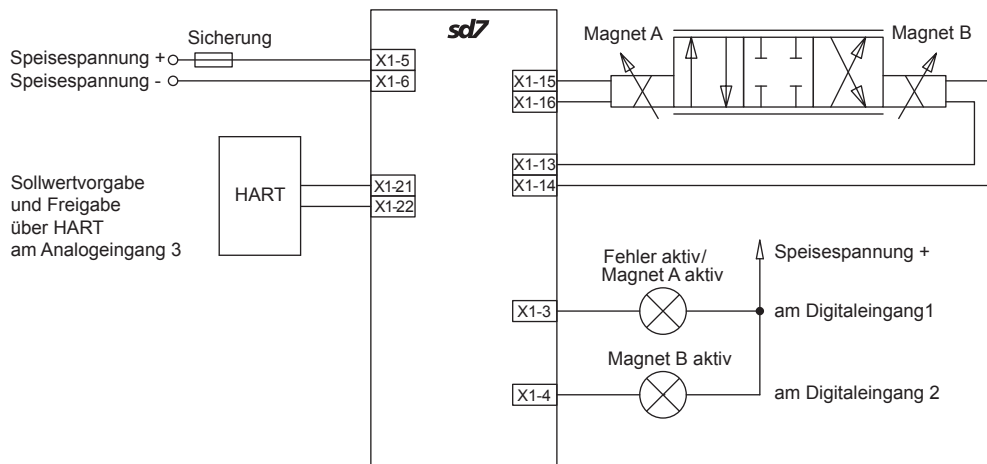 sd7
Sicherung
Speisespannung +
Speisespannung -
X1-5
X1-6
Sollwertvorgabe
und Freigabe
über HART
am Analogeingang 3
HART
X1-21
X1-22
Magnet A
Magnet B
X1-15
X1-16
X1-13
X1-14
Fehler aktiv/
Magnet A aktiv
Speisespannung +
X1-3
am Digitaleingang1
Magnet B aktiv
X1-4
am Digitaleingang 2